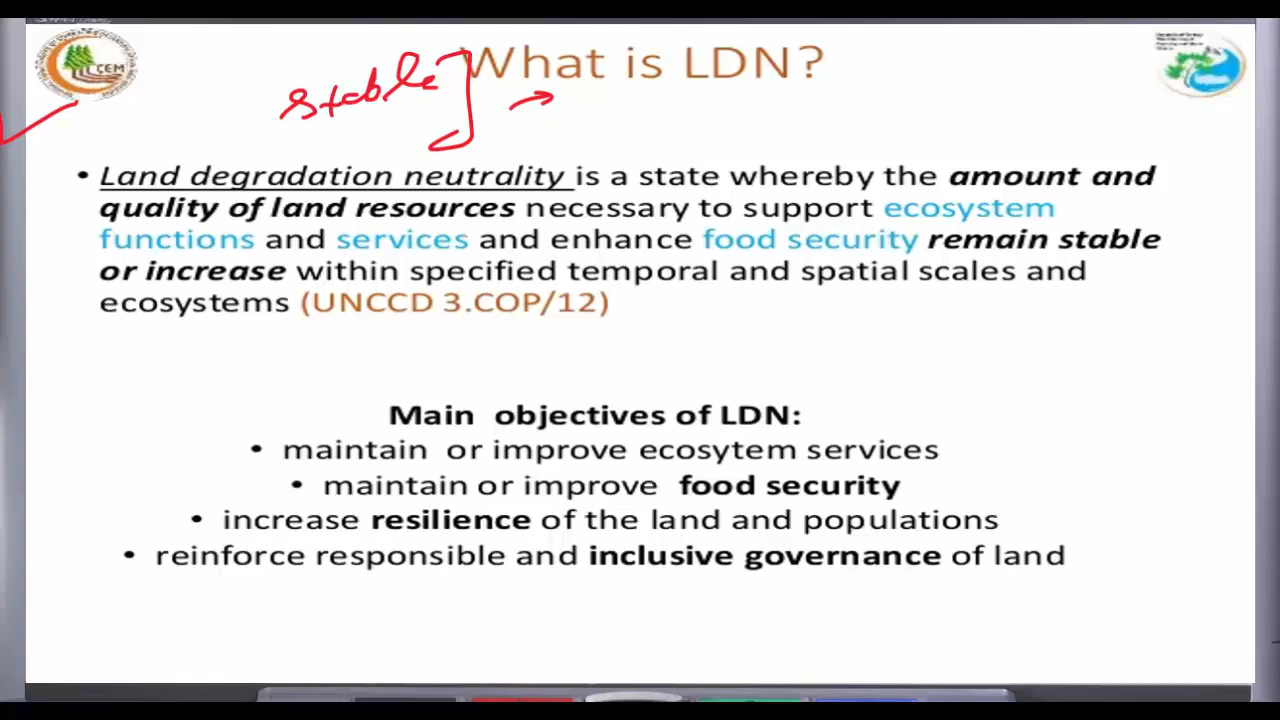 What is LDN?
stable
CEM
• Land degradation neutrality is a state whereby the amount and
quality of land resources necessary to support ecosystem
functions and services and enhance food security remain stable
or increase within specified temporal and spatial scales and
ecosystems (UNCCD 3.COP/12)
Main objectives of LDN:
• maintain or improve ecosytem services
• maintain or improve food security
• increase resilience of the land and populations
• reinforce responsible and inclusive governance of land